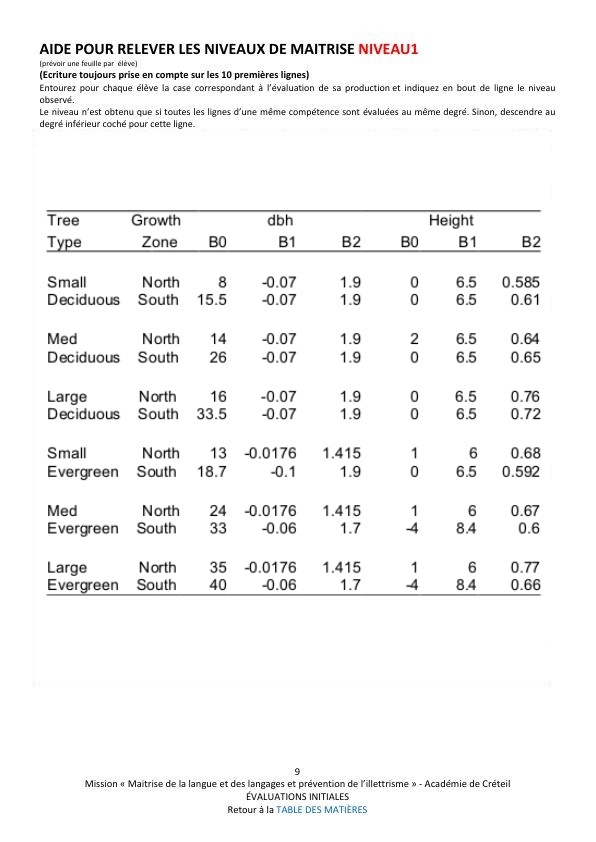 AIDE POUR RELEVER LES NIVEAUX DE MAITRISE NIVEAU1
(prévoir une feuille par élève)
(Ecriture toujours prise en compte sur les 10 premières lignes)
Entourez pour chaque élève la case correspondant à l’évaluation de sa production et indiquez en bout de ligne le niveau
observé.
Le niveau n’est obtenu que si toutes les lignes d’une même compétence sont évaluées au même degré. Sinon, descendre au
degré inférieur coché pour cette ligne.
Tree Growth dbh Height
Type Zone B0 B1 B2 B0 B1 B2
Small North 8 -0.07 1.9 0 6.5 0.585
Deciduous South 15.5 -0.07 1.9 0 6.5 0.61
Med North 14 -0.07 1.9 2 6.5 0.64
Deciduous South 26 -0.07 1.9 0 6.5 0.65
Large North 16 -0.07 1.9 0 6.5 0.76
Deciduous South 33.5 -0.07 1.9 0 6.5 0.72
Small North 13 -0.0176 1.415 1 6 0.68
Evergreen South 18.7 -0.1 1.9 0 6.5 0.592
Med North 24 -0.0176 1.415 1 6 0.67
Evergreen South 33 -0.06 1.7 -4 8.4 0.6
Large North 35 -0.0176 1.415 1 6 0.77
Evergreen South 40 -0.06 1.7 -4 8.4 0.66
9
Mission « Maitrise de la langue et des langages et prévention de l’illettrisme » - Académie de Créteil
ÉVALUATIONS INITIALES
Retour à la TABLE DES MATIÈRES